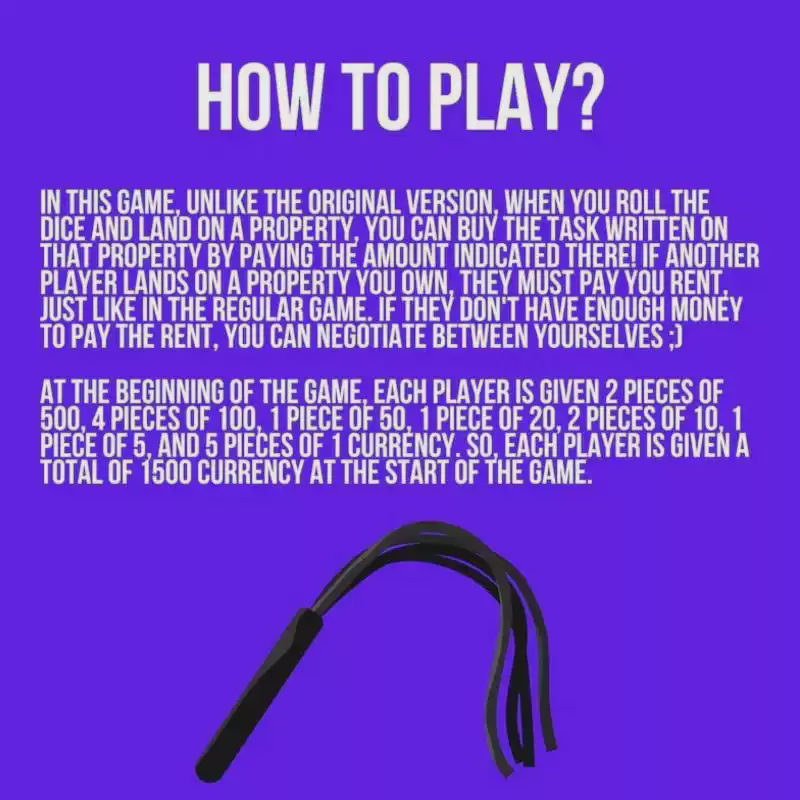 HOW TO PLAY?
IN THIS GAME, UNLIKE THE ORIGINAL VERSION, WHEN YOU ROLL THE
DICE AND LAND ON A PROPERTY, YOU CAN BUY THE TASK WRITTEN ON
THAT PROPERTY BY PAYING THE AMOUNT INDICATED THERE! IF ANOTHER
PLAYER LANDS ON A PROPERTY YOU OWN, THEY MUST PAY YOU RENT,
JUST LIKE IN THE REGULAR GAME. IF THEY DON'T HAVE ENOUGH MONEY
TO PAY THE RENT, YOU CAN NEGOTIATE BETWEEN YOURSELVES ;)
AT THE BEGINNING OF THE GAME, EACH PLAYER IS GIVEN 2 PIECES OF
500, 4 PIECES OF 100, 1 PIECE OF 50, 1 PIECE OF 20, 2 PIECES OF 10, 1
PIECE OF 5, AND 5 PIECES OF 1 CURRENCY. SO, EACH PLAYER IS GIVEN A
TOTAL OF 1500 CURRENCY AT THE START OF THE GAME.